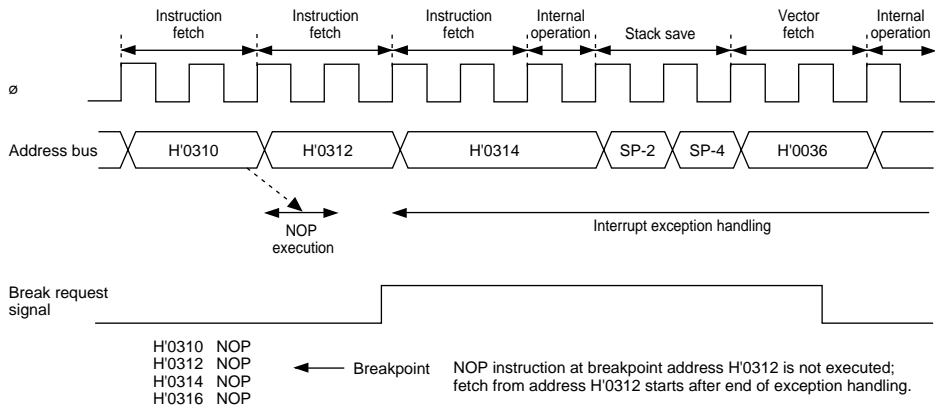 Instruction fetch
Instruction fetch
Instruction fetch
Internal operation
Stack save
Vector fetch
Internal operation
ø
Address bus
H'0310
H'0312
H'0314
SP-2
SP-4
H'0036
NOP execution
Interrupt exception handling
Break request signal
H'0310 NOP
H'0312 NOP
H'0314 NOP
H'0316 NOP
Breakpoint
NOP instruction at breakpoint address H'0312 is not executed;
fetch from address H'0312 starts after end of exception handling.